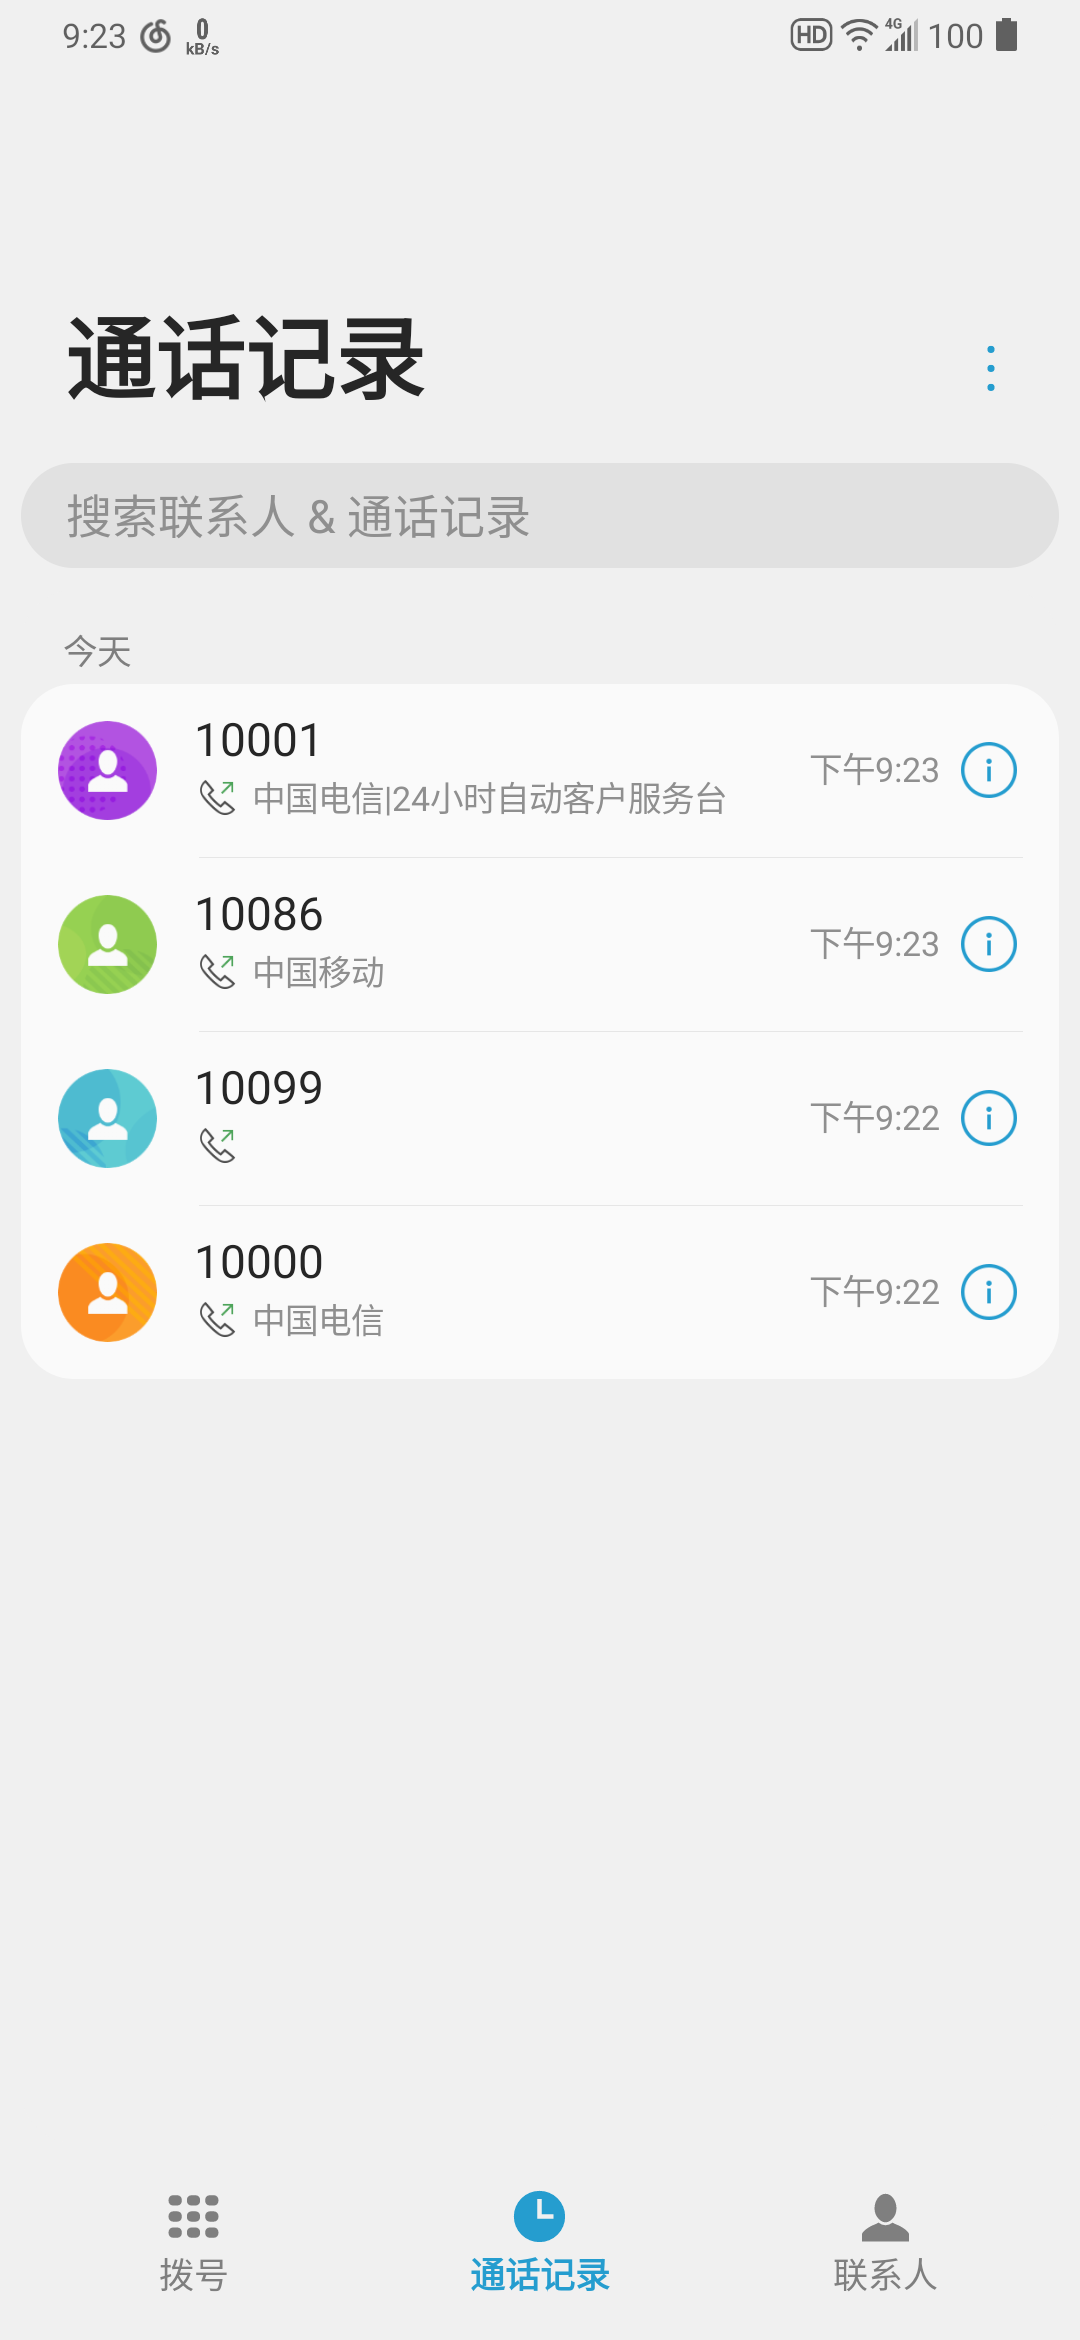 9:23 0 kB/s HD 4G 100
通话记录
搜索联系人 & 通话记录
今天
10001
中国电信|24小时自动客户服务台
下午9:23
10086
中国移动
下午9:23
10099
下午9:22
10000
中国电信
下午9:22
拨号 通话记录 联系人